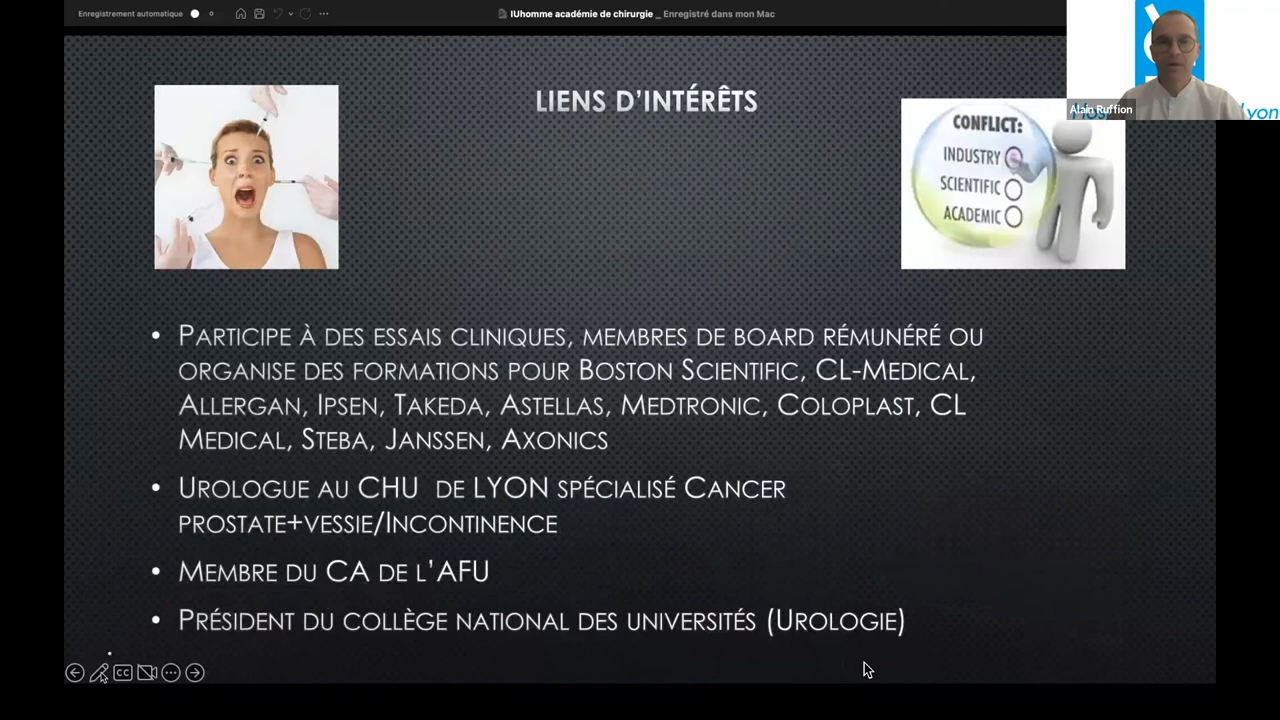 Enregistrement automatique
IUhomme académie de chirurgie _ Enregistré dans mon Mac
Alain Ruffion
Lyon
LIENS D'INTÉRÊTS
CONFLICT:
INDUSTRY
SCIENTIFIC
ACADEMIC
• PARTICIPE À DES ESSAIS CLINIQUES, MEMBRES DE BOARD RÉMUNÉRÉ OU
ORGANISE DES FORMATIONS POUR BOSTON SCIENTIFIC, CL-MEDICAL,
ALLERGAN, IPSEN, TAKEDA, ASTELLAS, MEDTRONIC, COLOPLAST, CL
MEDICAL, STEBA, JANSSEN, AXONICS
• UROLOGUE AU CHU DE LYON SPÉCIALISÉ CANCER
PROSTATE+VESSIE/INCONTINENCE
• MEMBRE DU CA DE L'AFU
• PRÉSIDENT DU COLLÈGE NATIONAL DES UNIVERSITÉS (UROLOGIE)
CC